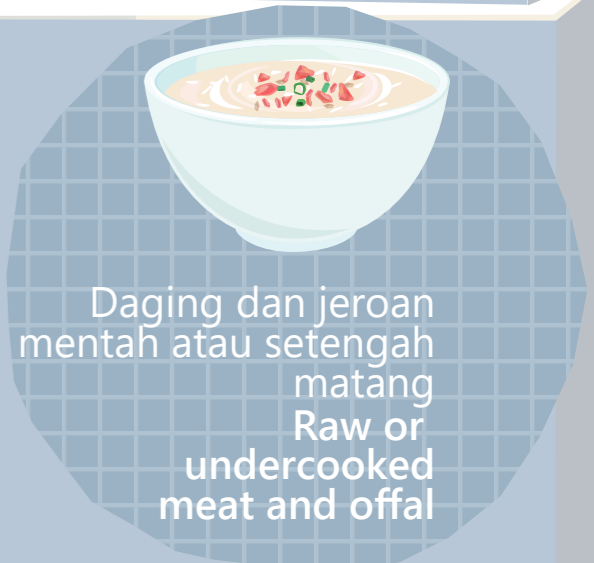 Daging dan jeroan
mentah atau setengah
matang
Raw or
undercooked
meat and offal